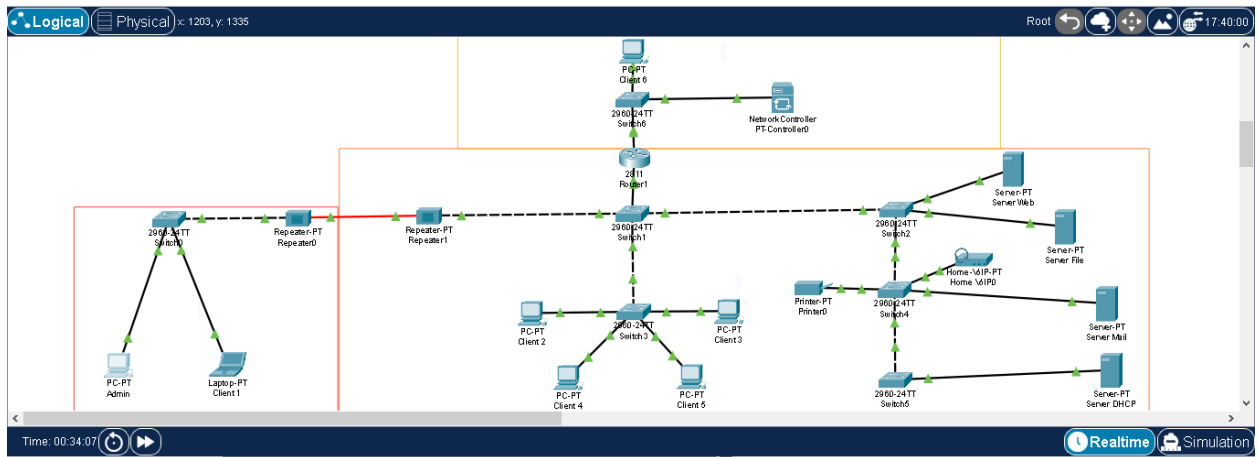 Logical
Physical
x: 1203, y: 1335
Root
17:40:00
PC-PT
Client 6
2960-24TT
Switch6
Network Controller
PT-Controller0
2811
Router1
Server-PT
Server Web
2960-24TT
Switch0
Repeater-PT
Repeater0
Repeater-PT
Repeater1
2960-24TT
Switch1
2960-24TT
Switch2
Server-PT
Server File
Home-VoIP-PT
Home VoIP0
Printer-PT
Printer0
2960-24TT
Switch4
Server-PT
Server Mail
PC-PT
Client 2
2960-24TT
Switch3
PC-PT
Client 3
PC-PT
Admin
Laptop-PT
Client 1
PC-PT
Client 4
PC-PT
Client 5
2960-24TT
Switch5
Server-PT
Server DHCP
Time: 00:34:07
Realtime
Simulation